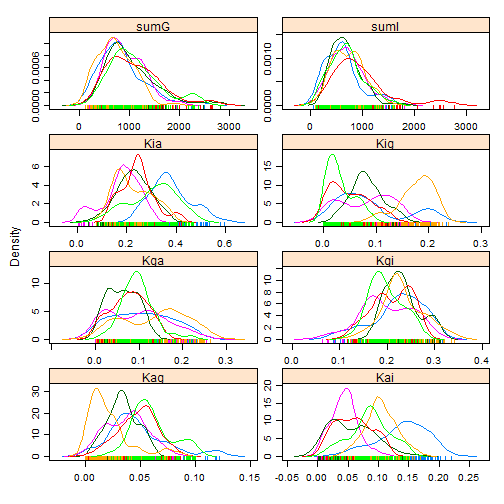 sumG
sumI
0.0000 0.0006
0.0000 0.0010
0 1000 2000 3000
0 1000 2000 3000
Kia
Kig
0 2 4 6
0 5 10 15
0.0 0.2 0.4 0.6
0.0 0.1 0.2 0.3
Density
Kga
Kgi
0 5 10
0 2 4 6 8
0.0 0.1 0.2 0.3
0.0 0.1 0.2 0.3 0.4
Kag
Kai
0 10 20 30
0 5 10 15 20
0.00 0.05 0.10 0.15
-0.05 0.00 0.05 0.10 0.15 0.20 0.25